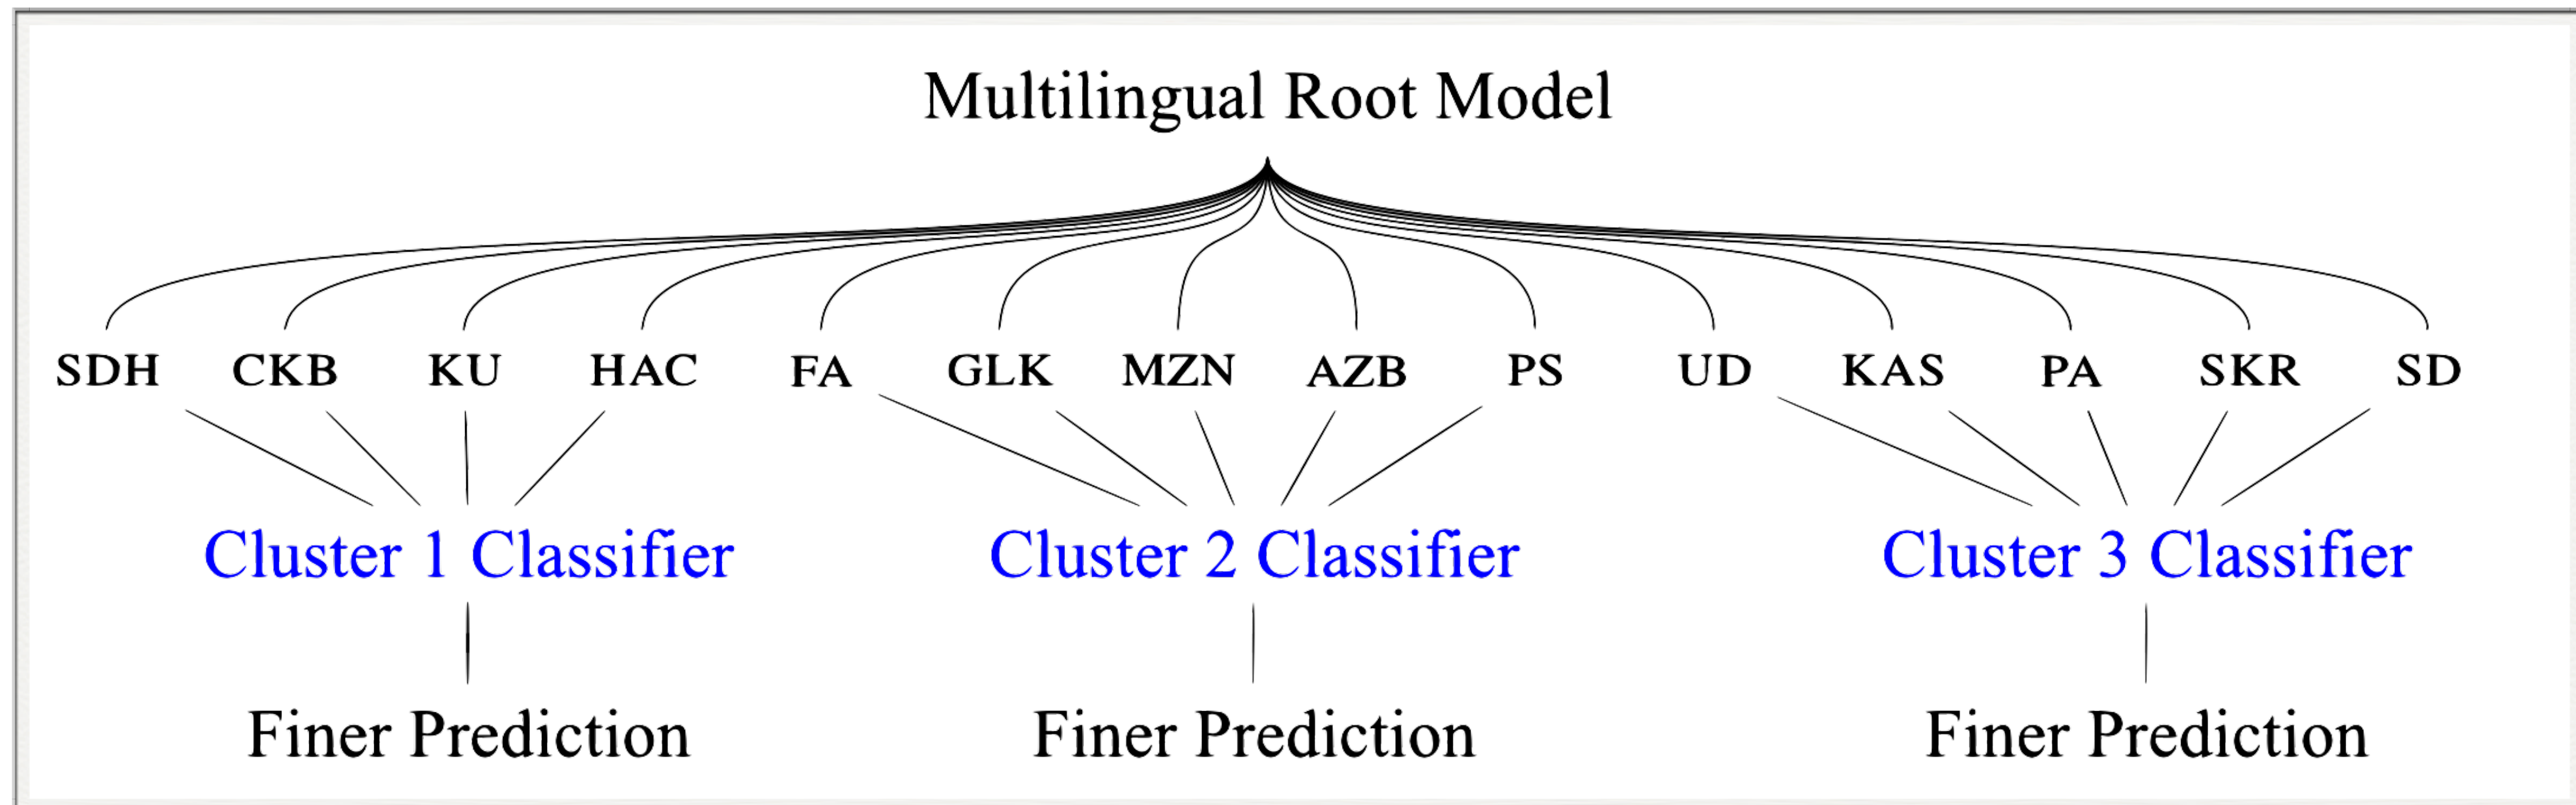 Multilingual Root Model
SDH CKB KU HAC FA GLK MZN AZB PS UD KAS PA SKR SD
Cluster 1 Classifier Cluster 2 Classifier Cluster 3 Classifier
Finer Prediction Finer Prediction Finer Prediction